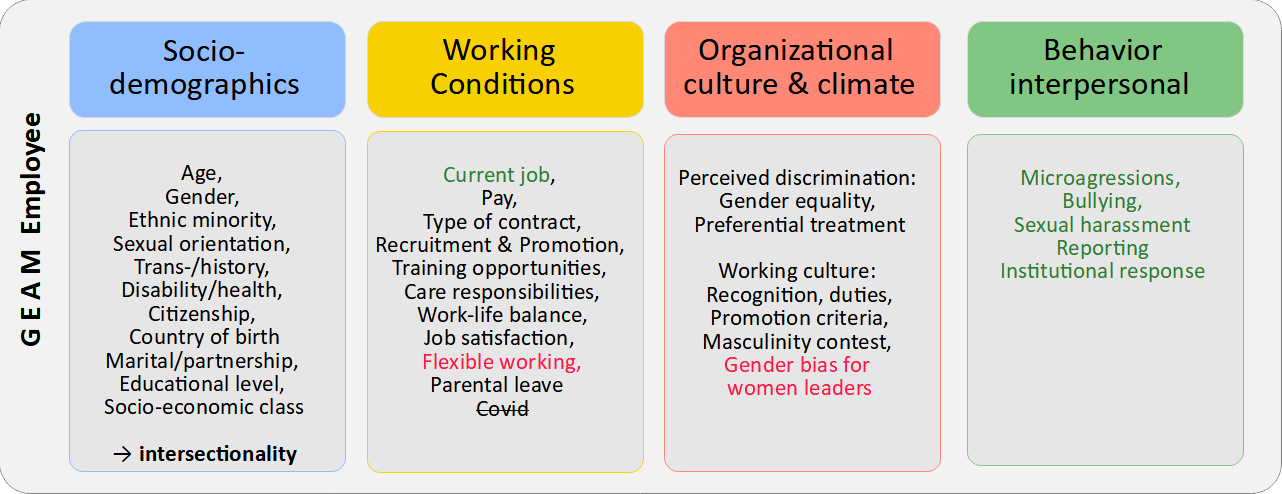 GEAM Employee
Socio-
demographics
Age,
Gender,
Ethnic minority,
Sexual orientation,
Trans-/history,
Disability/health,
Citizenship,
Country of birth
Marital/partnership,
Educational level,
Socio-economic class
→ intersectionality
Working
Conditions
Current job,
Pay,
Type of contract,
Recruitment & Promotion,
Training opportunities,
Care responsibilities,
Work-life balance,
Job satisfaction,
Flexible working,
Parental leave
Covid
Organizational
culture & climate
Perceived discrimination:
Gender equality,
Preferential treatment
Working culture:
Recognition, duties,
Promotion criteria,
Masculinity contest,
Gender bias for
women leaders
Behavior
interpersonal
Microagressions,
Bullying,
Sexual harassment
Reporting
Institutional response